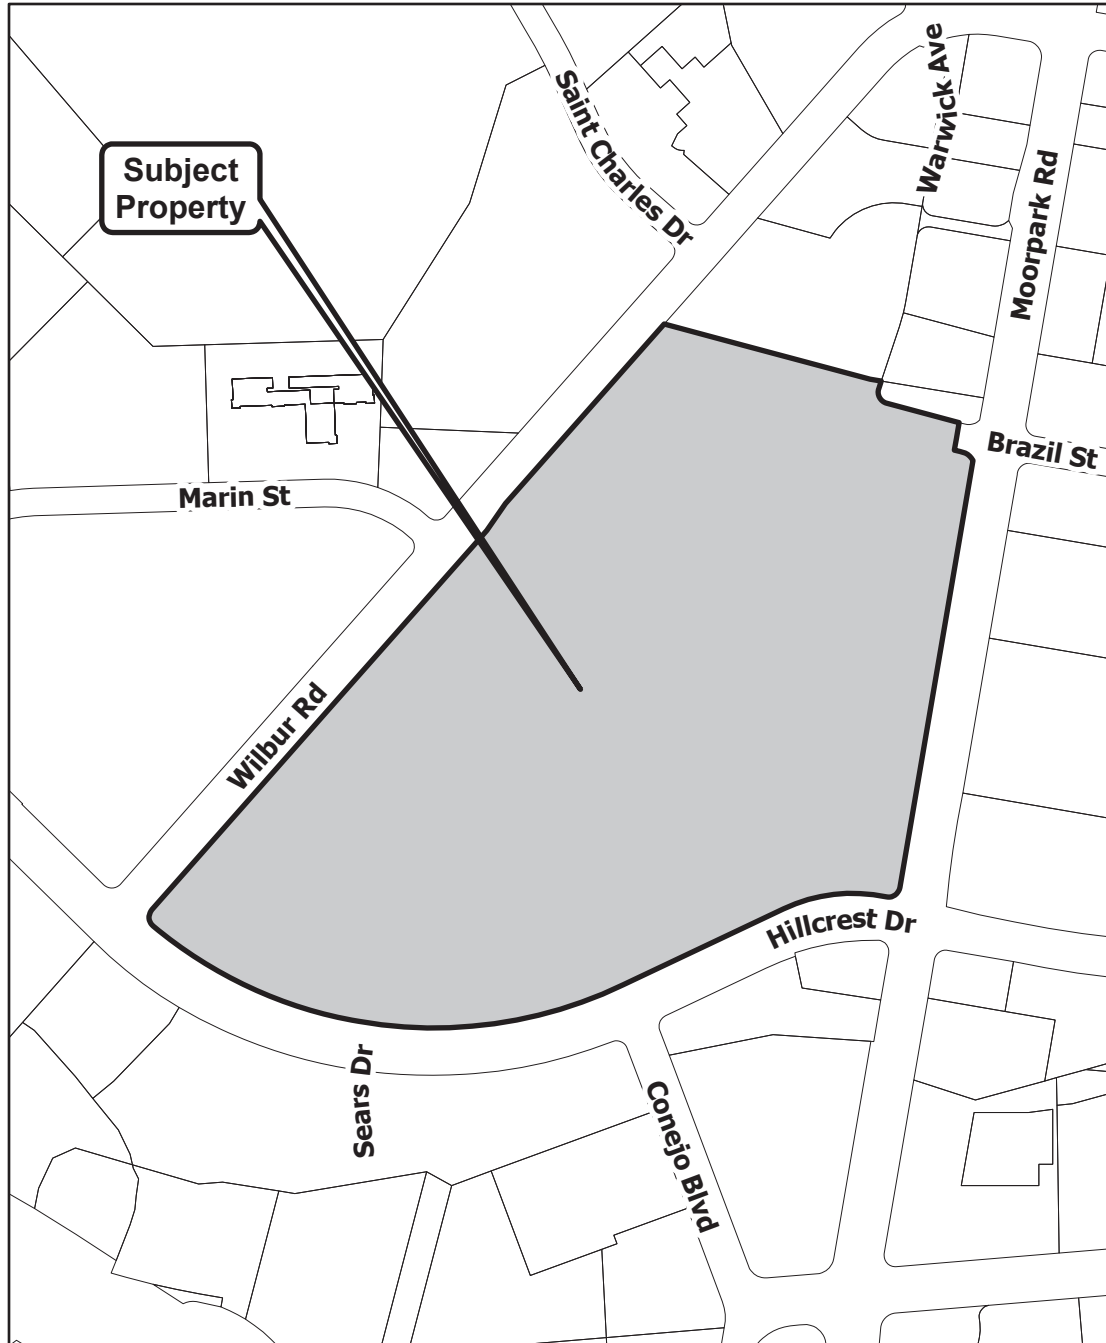 Saint Charles Dr
Warwick Ave
Moorpark Rd
Subject
Property
Brazil St
Marin St
Wilbur Rd
Hillcrest Dr
Sears Dr
Conejo Blvd